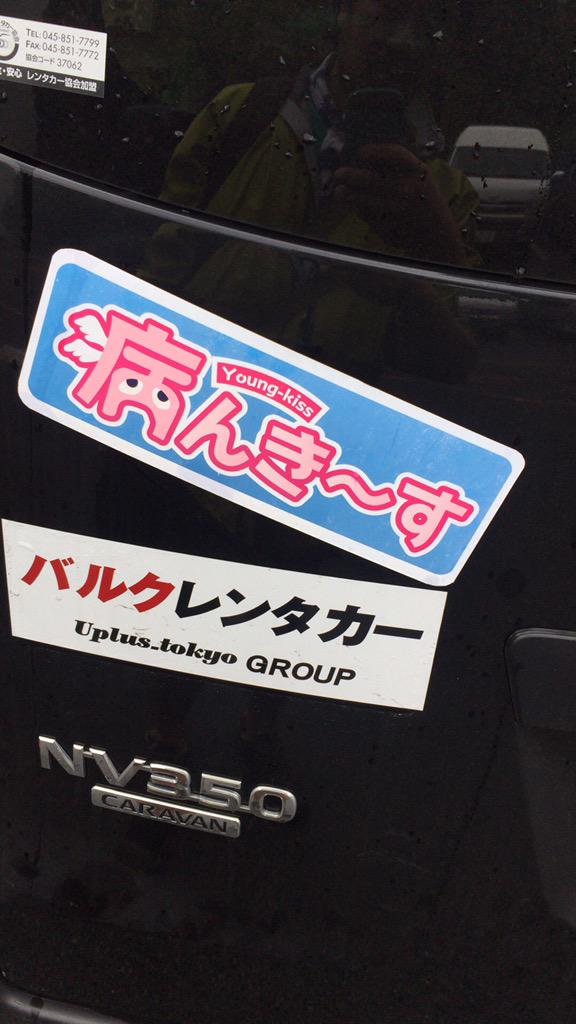 TEL: 045-851-7799
FAX: 045-851-7772
協会コード 37062
・安心 レンタカー協会加盟
Young-kiss
病んき〜す
バルクレンタカー
Uplus.tokyo GROUP
NV350
CARAVAN